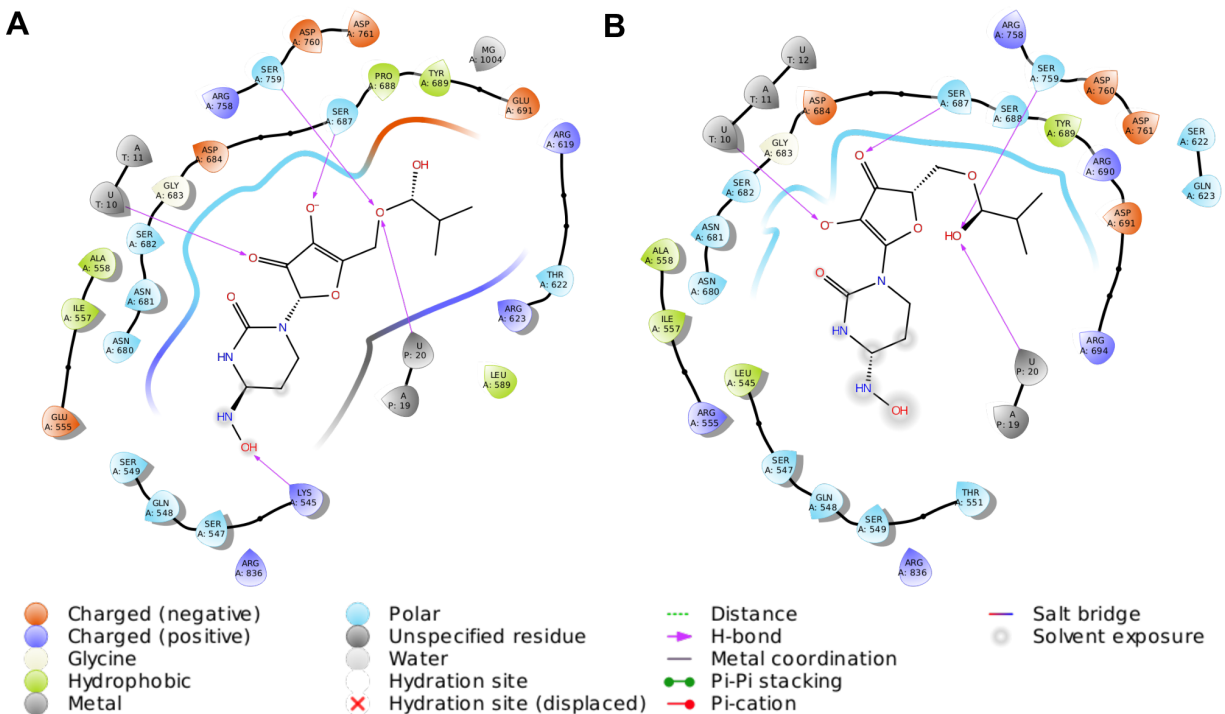 A
ASP
A: 760
ASP
A: 761
SER
A: 759
ARG
A: 758
MG
A: 1004
PRO
A: 688
TYR
A: 689
GLU
A: 691
SER
A: 687
ARG
A: 619
A
T: 11
ASP
A: 684
GLY
A: 683
U
T: 10
OH
O⁻
O
SER
A: 682
O
O
ALA
A: 558
ASN
A: 681
THR
A: 622
ILE
A: 557
O
N
ARG
A: 623
ASN
A: 680
HN
U
P: 20
LEU
A: 589
A
P: 19
GLU
A: 555
HN
OH
SER
A: 549
LYS
A: 545
GLN
A: 548
SER
A: 547
ARG
A: 836
B
U
T: 12
ARG
A: 758
A
T: 11
SER
A: 759
ASP
A: 684
SER
A: 687
ASP
A: 760
U
T: 10
SER
A: 688
TYR
A: 689
ASP
A: 761
SER
A: 622
GLY
A: 683
O
ARG
A: 690
O
SER
A: 682
GLN
A: 623
O⁻
O
HO
ASP
A: 691
ASN
A: 681
ALA
A: 558
ASN
A: 680
O
N
ILE
A: 557
HN
ARG
A: 694
U
P: 20
LEU
A: 545
HN
OH
ARG
A: 555
A
P: 19
SER
A: 547
GLN
A: 548
THR
A: 551
SER
A: 549
ARG
A: 836
Charged (negative)
Charged (positive)
Glycine
Hydrophobic
Metal
Polar
Unspecified residue
Water
Hydration site
Hydration site (displaced)
Distance
H-bond
Metal coordination
Pi-Pi stacking
Pi-cation
Salt bridge
Solvent exposure